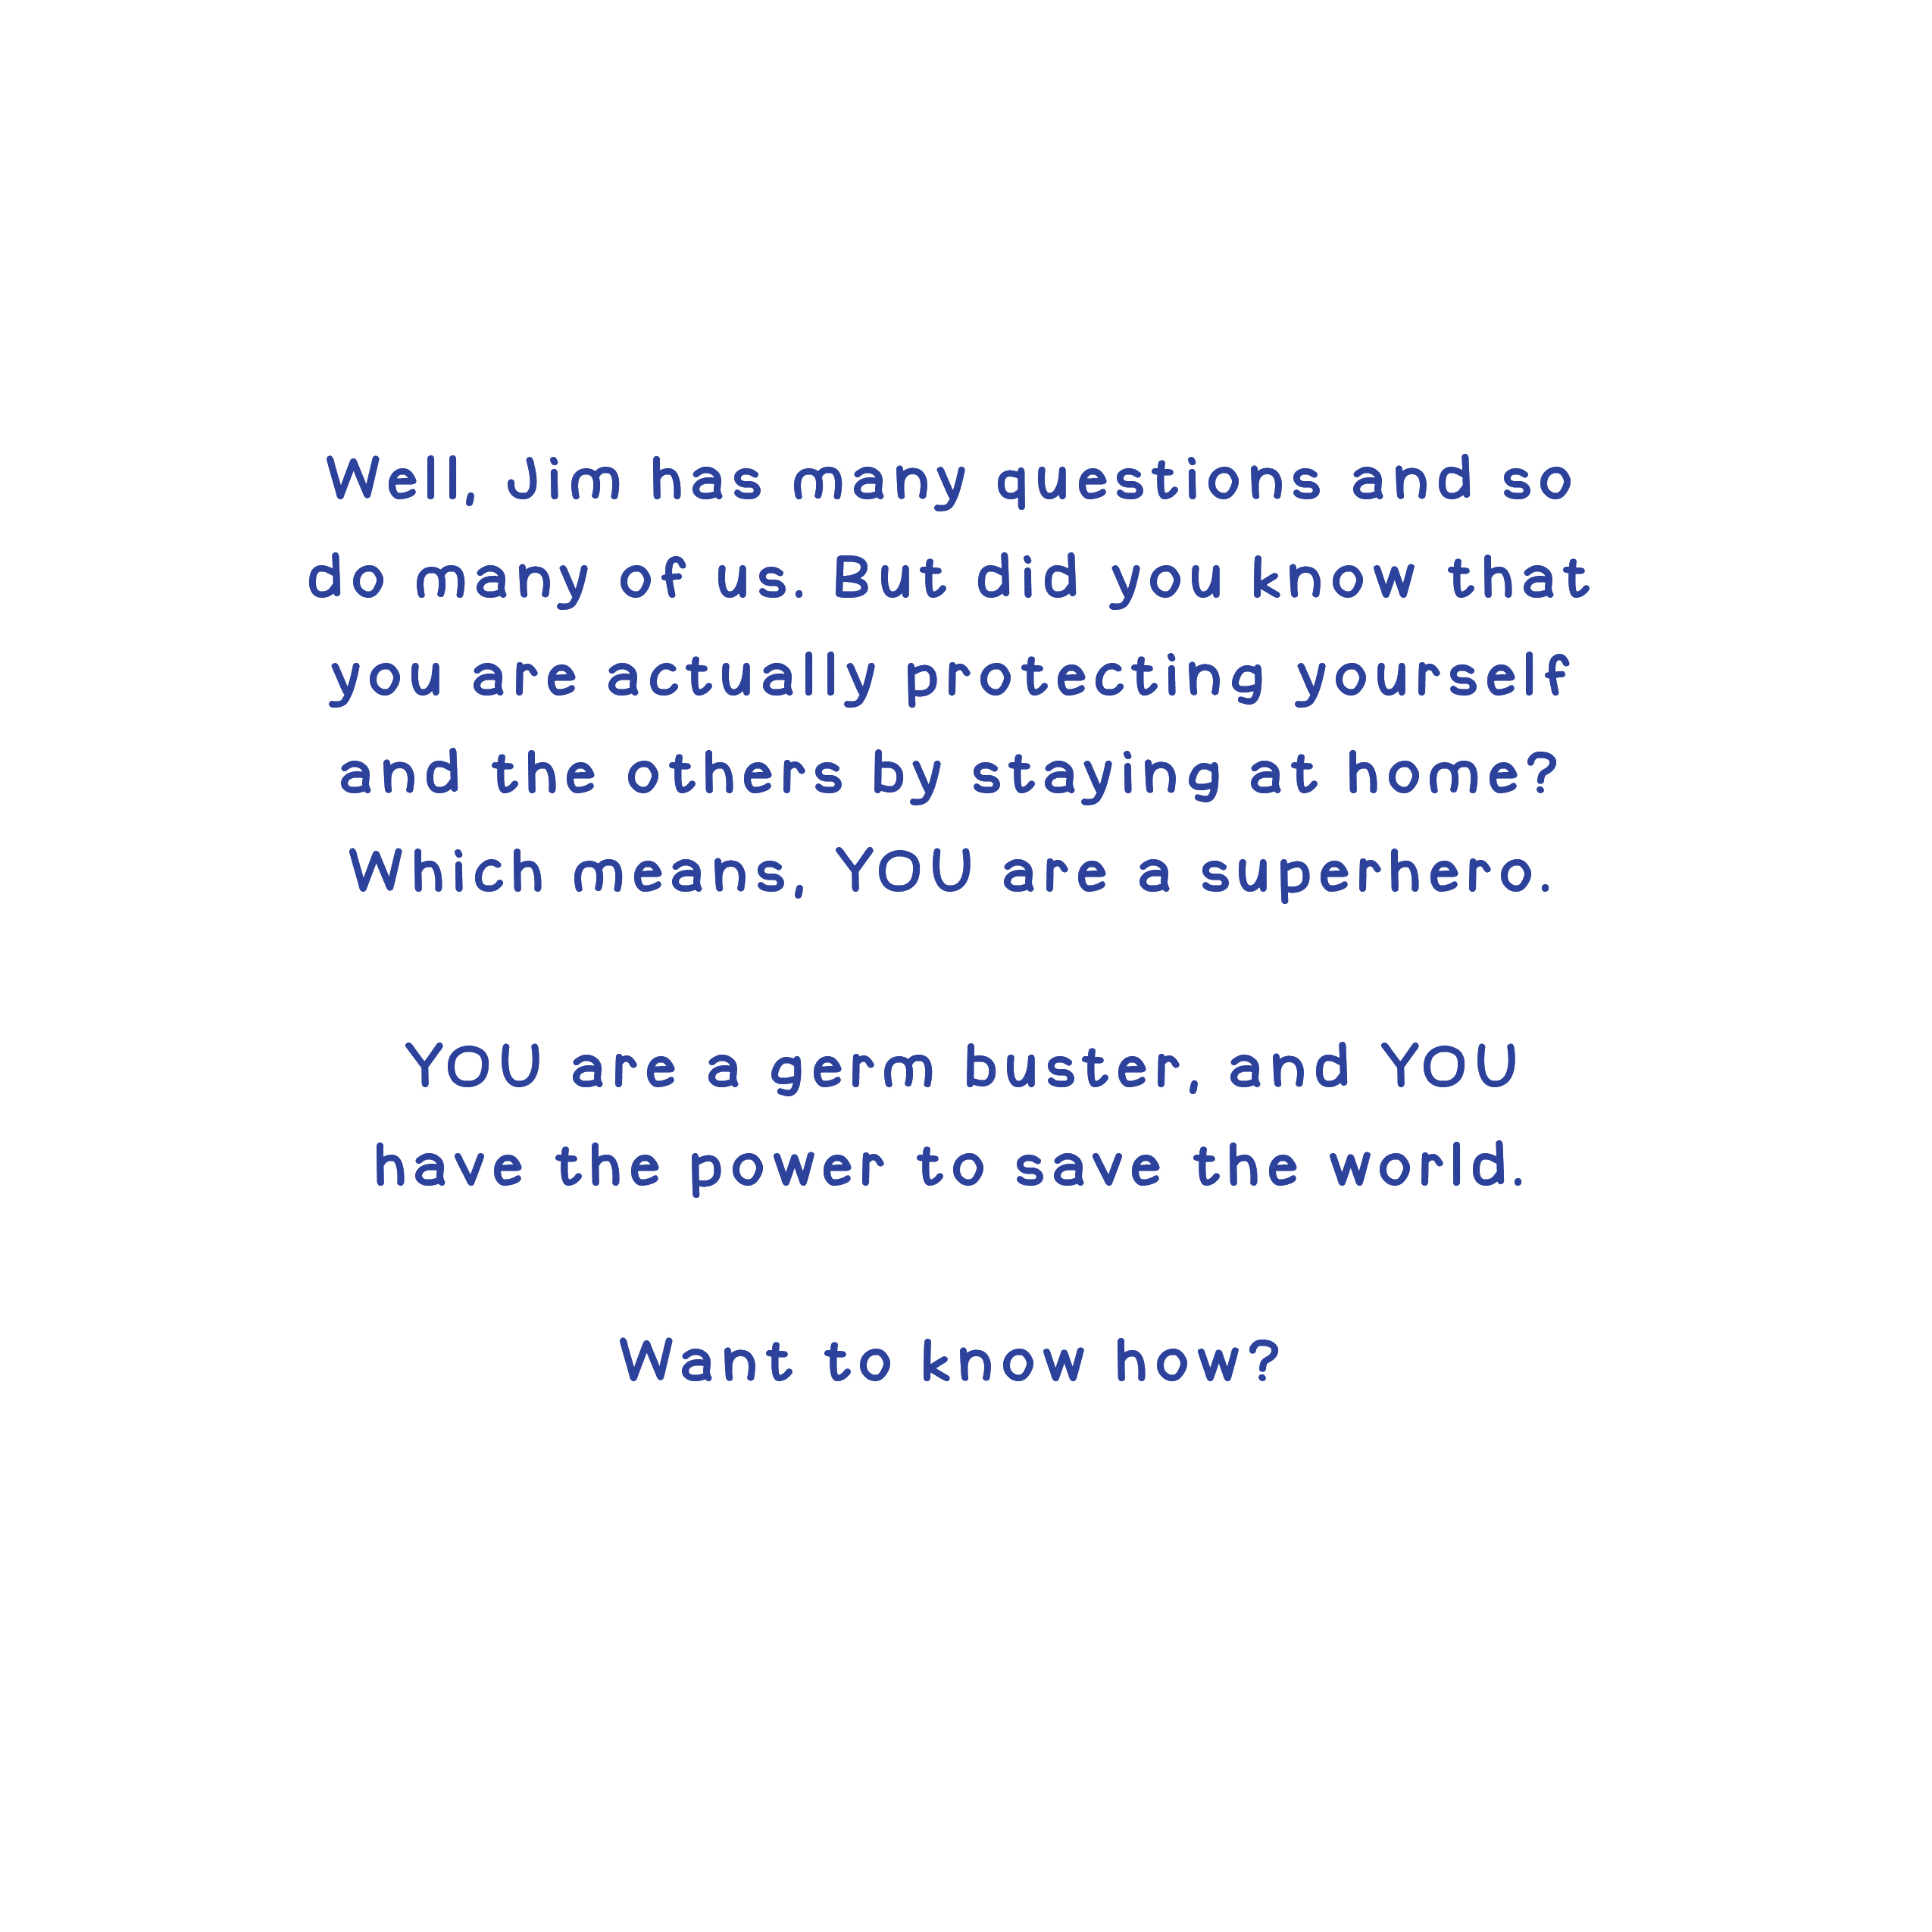 Well, Jim has many questions and so
do many of us. But did you know that
you are actually protecting yourself
and the others by staying at home?
Which means, YOU are a superhero.
YOU are a germ buster, and YOU
have the power to save the world.
Want to know how?